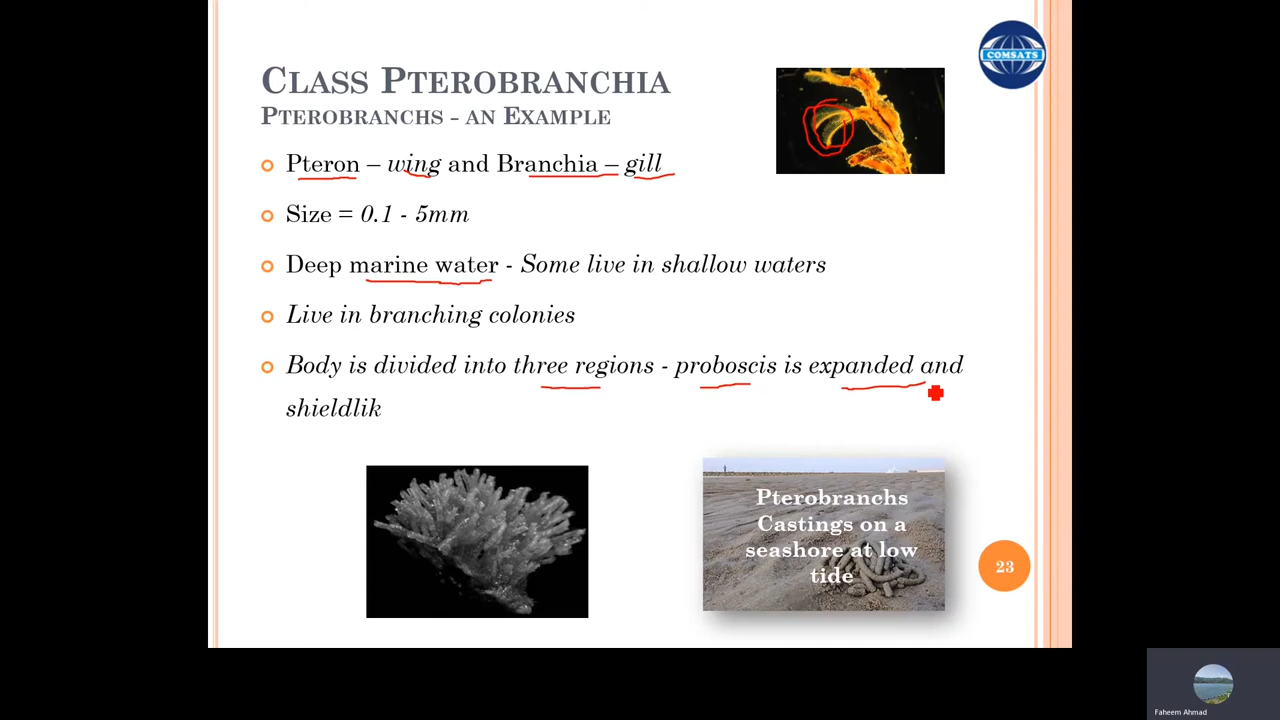 COMSATS
CLASS PTEROBRANCHIA
PTEROBRANCHS - AN EXAMPLE
Pteron – wing and Branchia – gill
Size = 0.1 - 5mm
Deep marine water - Some live in shallow waters
Live in branching colonies
Body is divided into three regions - proboscis is expanded and
shieldlik
Pterobranchs
Castings on a
seashore at low
tide
23
Faheem Ahmad